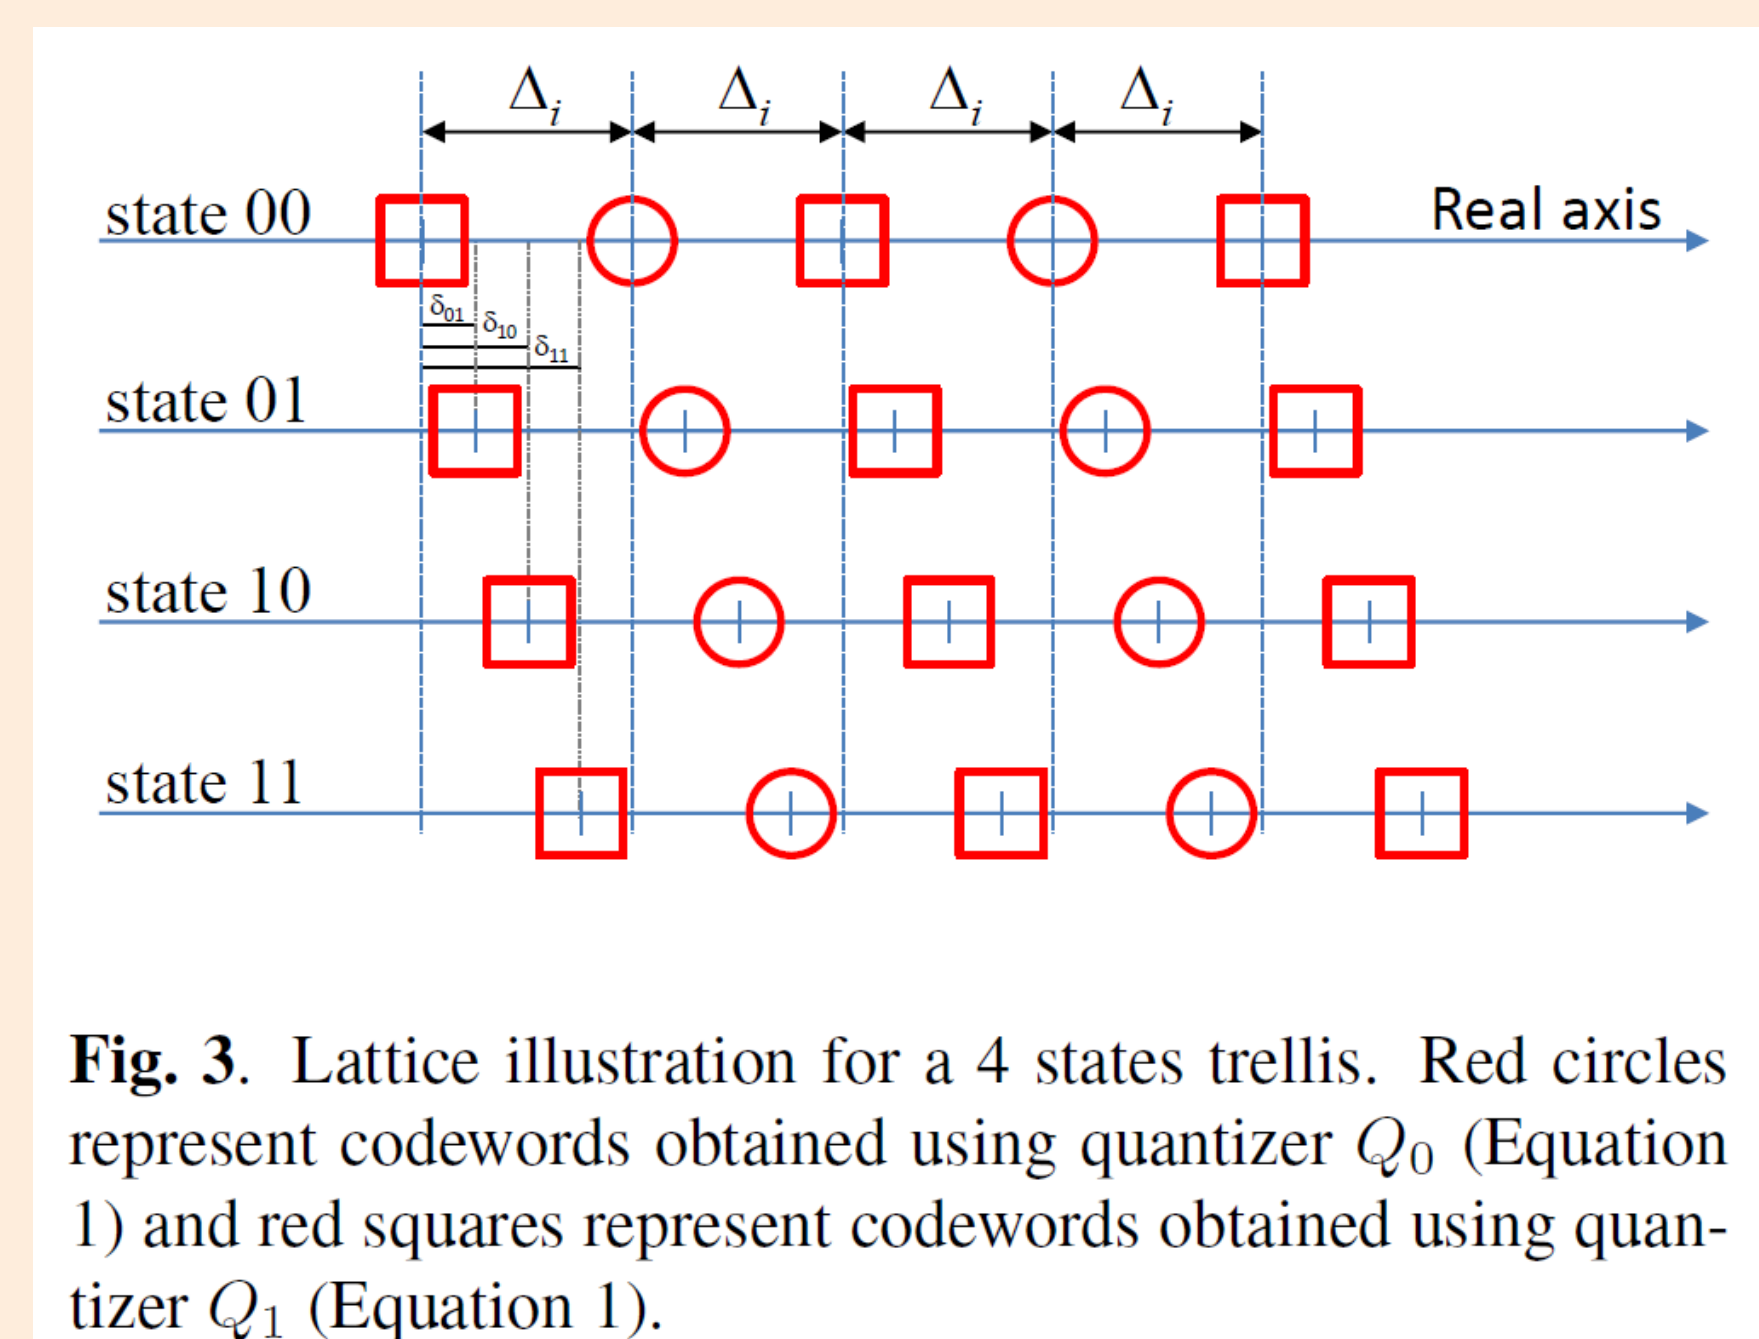 Δi Δi Δi Δi
state 00
Real axis
δ01
δ10
δ11
state 01
state 10
state 11
Fig. 3. Lattice illustration for a 4 states trellis. Red circles
represent codewords obtained using quantizer Q0 (Equation
1) and red squares represent codewords obtained using quan-
tizer Q1 (Equation 1).